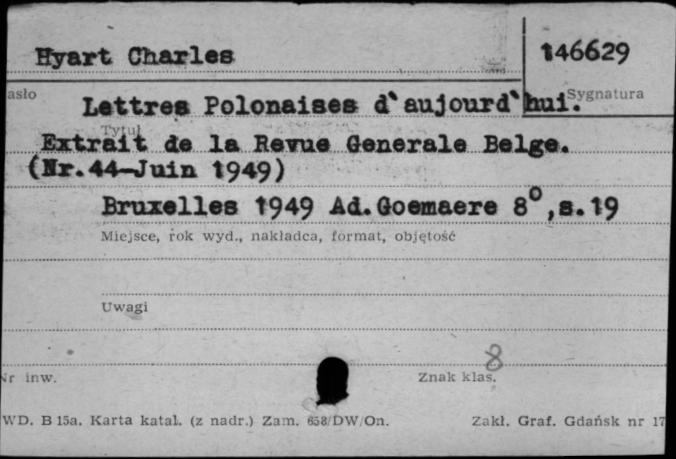 Hyart Charles
146629
asło
Sygnatura
Lettres Polonaises d`aujourd`hui.
Tytuł
Extrait de la Revue Generale Belge.
(Nr.44-Juin 1949)
Bruxelles 1949 Ad.Goemaere 8⁰,s.19
Miejsce, rok wyd., nakładca, format, objętość
Uwagi
8
Nr inw.
Znak klas.
WD. B 15a. Karta katal. (z nadr.) Zam. 658/DW/On.
Zakł. Graf. Gdańsk nr 17